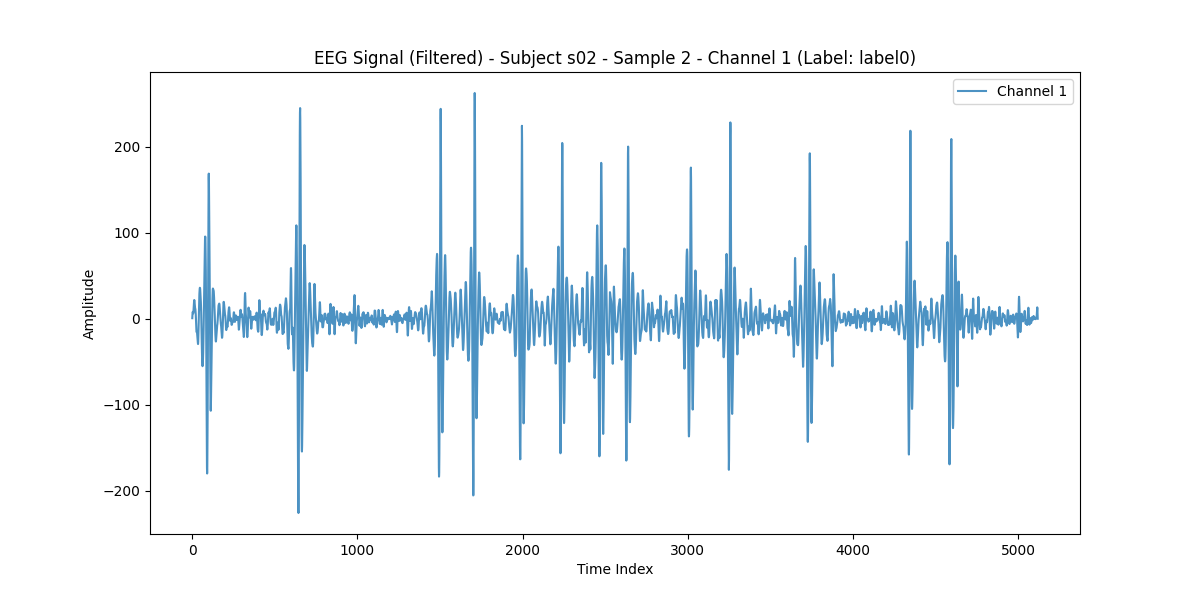 EEG Signal (Filtered) - Subject s02 - Sample 2 - Channel 1 (Label: label0)
Channel 1
Amplitude
200
100
0
−100
−200
0 1000 2000 3000 4000 5000
Time Index